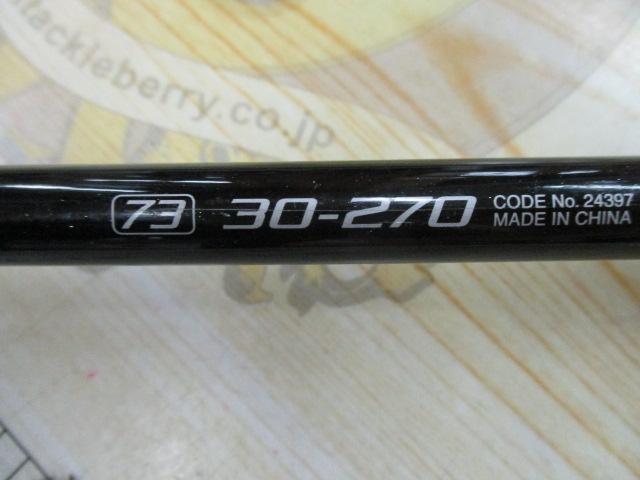 tackleberry.co.jp
73 30-270 CODE No. 24397
MADE IN CHINA